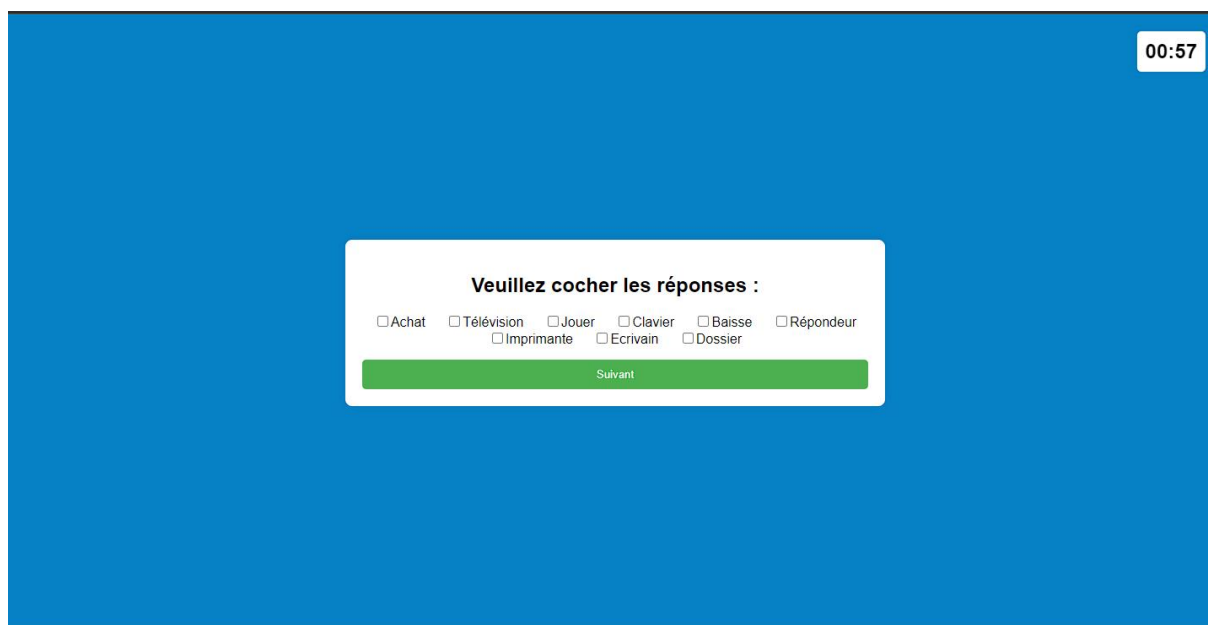 00:57
Veuillez cocher les réponses :
Achat Télévision Jouer Clavier Baisse Répondeur
Imprimante Ecrivain Dossier
Suivant